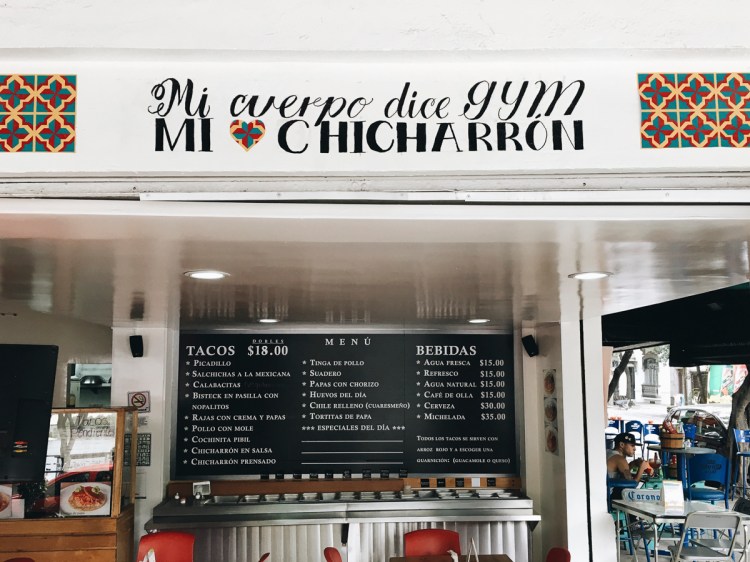 Mi cuerpo dice GYM
MI CHICHARRÓN
DOBLES
TACOS $18.00
★ PICADILLO
★ SALCHICHAS A LA MEXICANA
★ CALABACITAS
★ BISTECK EN PASILLA CON
NOPALITOS
★ RAJAS CON CREMA Y PAPAS
★ POLLO CON MOLE
★ COCHINITA PIBIL
★ CHICHARRÓN EN SALSA
★ CHICHARRÓN PRENSADO
MENÚ
★ TINGA DE POLLO
★ SUADERO
★ PAPAS CON CHORIZO
★ HUEVOS DEL DÍA
★ CHILE RELLENO (CUARESMEÑO)
★ TORTITAS DE PAPA
*** ESPECIALES DEL DÍA ***
BEBIDAS
★ AGUA FRESCA $15.00
★ REFRESCO $15.00
★ AGUA NATURAL $15.00
★ CAFÉ DE OLLA $15.00
★ CERVEZA $30.00
★ MICHELADA $35.00
TODOS LOS TACOS SE SIRVEN CON
ARROZ ROJO Y A ESCOGER UNA
GUARNICIÓN: (GUACAMOLE O QUESO)
Corona